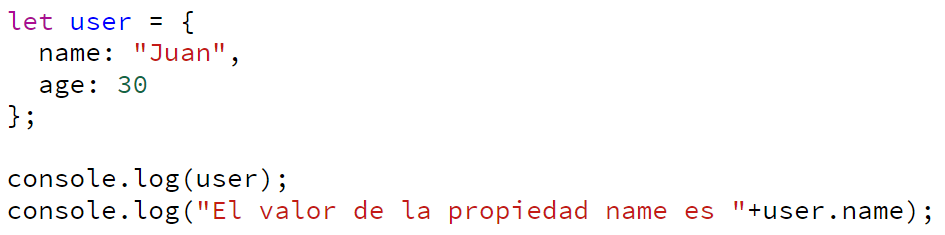 let user = {
  name: "Juan",
  age: 30
};

console.log(user);
console.log("El valor de la propiedad name es "+user.name);